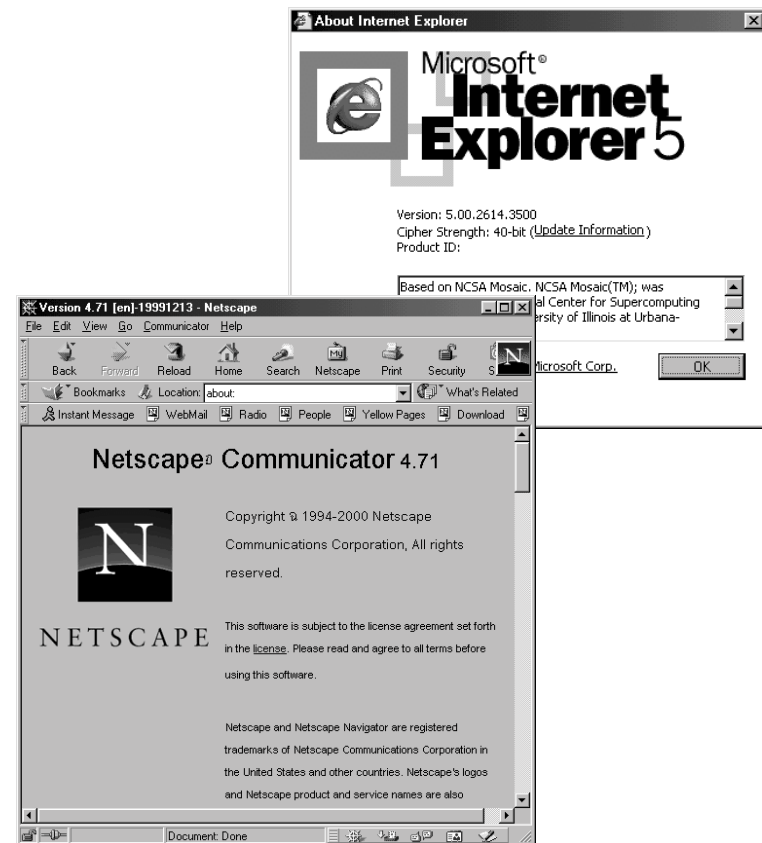 About Internet Explorer
Microsoft®
Internet
Explorer 5
Version: 5.00.2614.3500
Cipher Strength: 40-bit (Update Information)
Product ID:
Based on NCSA Mosaic. NCSA Mosaic(TM); was
al Center for Supercomputing
ersity of Illinois at Urbana-
Microsoft Corp.
OK
Version 4.71 [en]-19991213 - Netscape
File Edit View Go Communicator Help
Back Forward Reload Home Search Netscape Print Security S
My
N
Bookmarks Location: about: What's Related
Instant Message WebMail Radio People Yellow Pages Download
Netscape Communicator 4.71
N
NETSCAPE
Copyright ฉ 1994-2000 Netscape
Communications Corporation, All rights
reserved.
This software is subject to the license agreement set forth
in the license. Please read and agree to all terms before
using this software.
Netscape and Netscape Navigator are registered
trademarks of Netscape Communications Corporation in
the United States and other countries. Netscape's logos
and Netscape product and service names are also
Document: Done